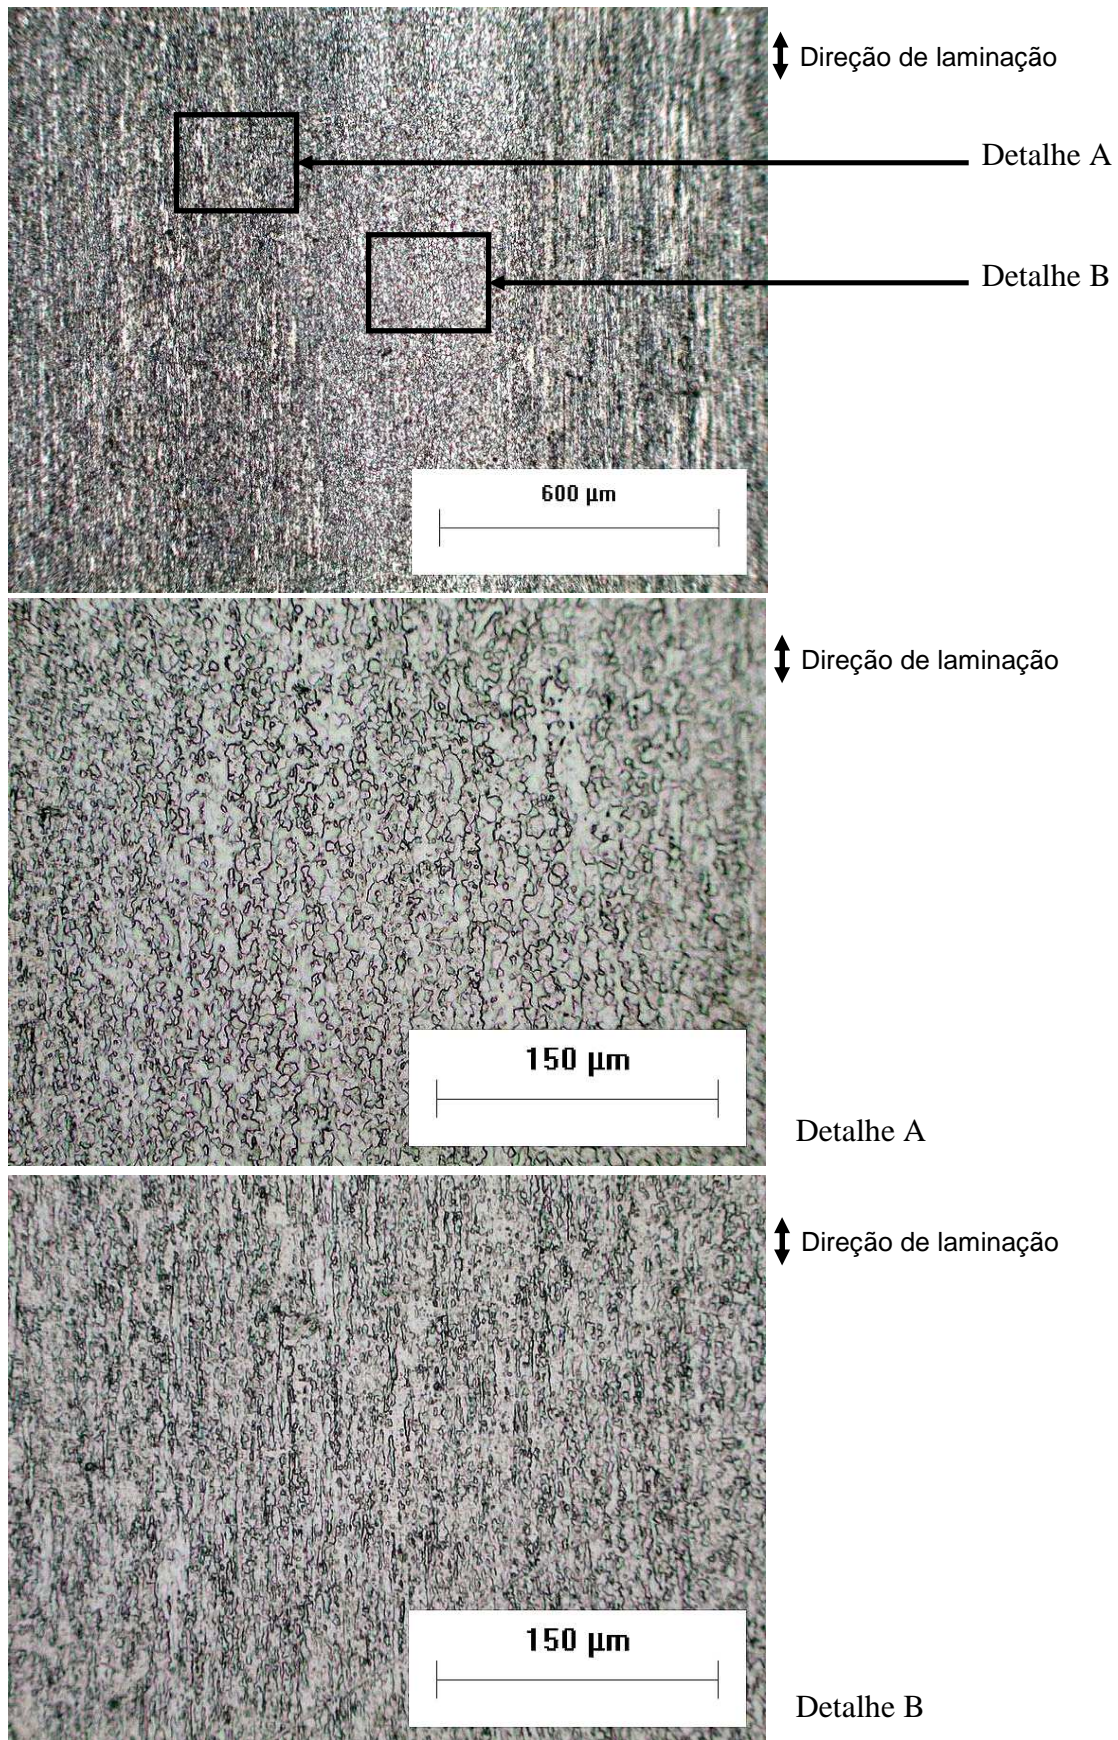 Direção de laminação
Detalhe A
Detalhe B
600 µm
Direção de laminação
150 µm
Detalhe A
Direção de laminação
150 µm
Detalhe B